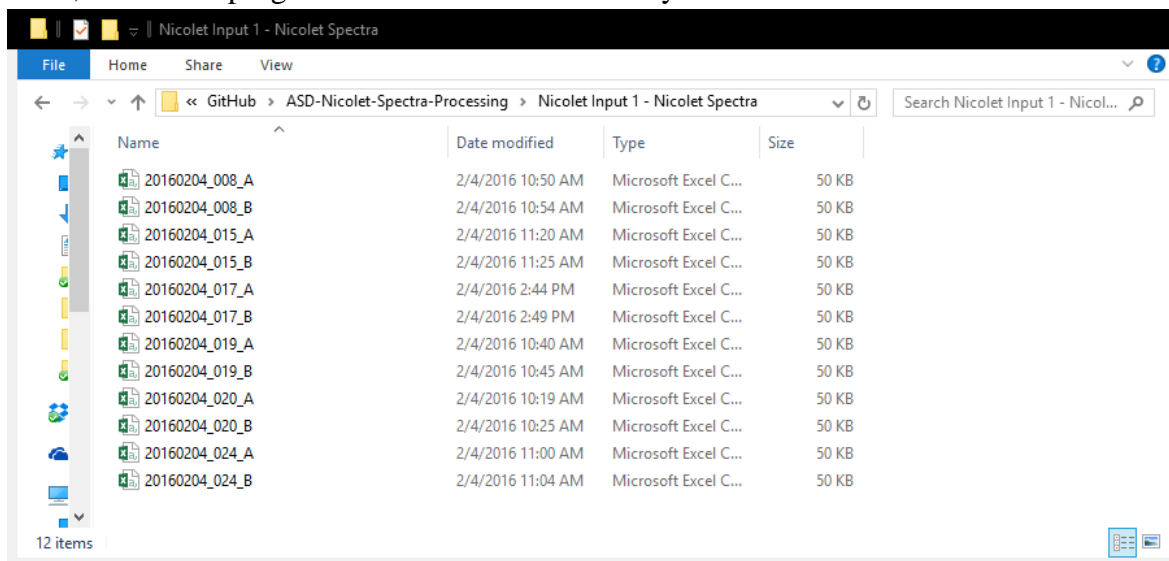 Nicolet Input 1 - Nicolet Spectra
File Home Share View
« GitHub > ASD-Nicolet-Spectra-Processing > Nicolet Input 1 - Nicolet Spectra Search Nicolet Input 1 - Nicol...
Name Date modified Type Size
20160204_008_A 2/4/2016 10:50 AM Microsoft Excel C... 50 KB
20160204_008_B 2/4/2016 10:54 AM Microsoft Excel C... 50 KB
20160204_015_A 2/4/2016 11:20 AM Microsoft Excel C... 50 KB
20160204_015_B 2/4/2016 11:25 AM Microsoft Excel C... 50 KB
20160204_017_A 2/4/2016 2:44 PM Microsoft Excel C... 50 KB
20160204_017_B 2/4/2016 2:49 PM Microsoft Excel C... 50 KB
20160204_019_A 2/4/2016 10:40 AM Microsoft Excel C... 50 KB
20160204_019_B 2/4/2016 10:45 AM Microsoft Excel C... 50 KB
20160204_020_A 2/4/2016 10:19 AM Microsoft Excel C... 50 KB
20160204_020_B 2/4/2016 10:25 AM Microsoft Excel C... 50 KB
20160204_024_A 2/4/2016 11:00 AM Microsoft Excel C... 50 KB
20160204_024_B 2/4/2016 11:04 AM Microsoft Excel C... 50 KB
12 items